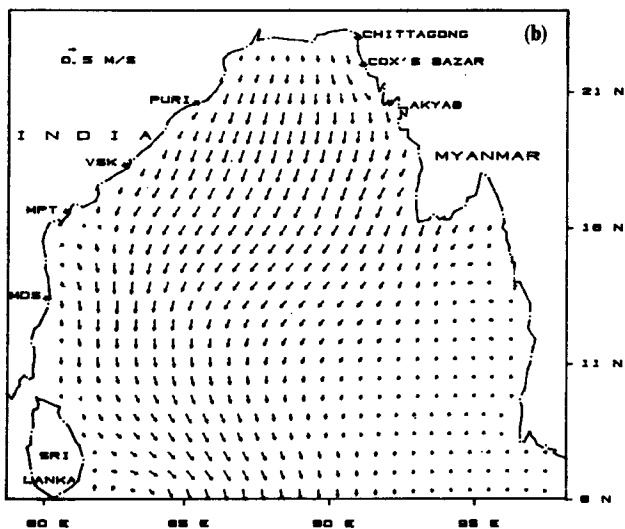 CHITTAGONG
(b)
0.5 M/S
COX'S BAZAR
PURI
21 N
AKYAB
INDIA
VSK
MYANMAR
MPT
16 N
MDS
11 N
SRI
LANKA
6 N
80 E
85 E
90 E
95 E